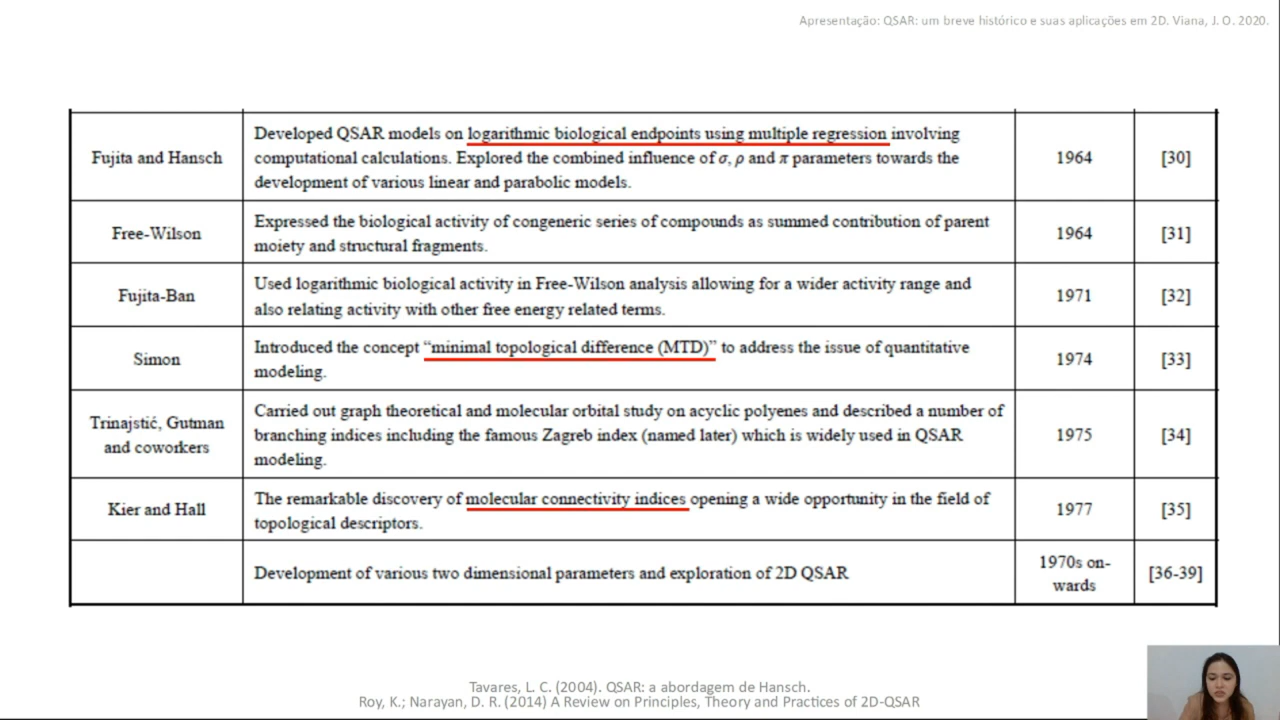 Apresentação: QSAR: um breve histórico e suas aplicações em 2D. Viana, J. O. 2020.
Fujita and Hansch
Developed QSAR models on logarithmic biological endpoints using multiple regression involving
computational calculations. Explored the combined influence of σ, ρ and π parameters towards the
development of various linear and parabolic models.
1964
[30]
Free-Wilson
Expressed the biological activity of congeneric series of compounds as summed contribution of parent
moiety and structural fragments.
1964
[31]
Fujita-Ban
Used logarithmic biological activity in Free-Wilson analysis allowing for a wider activity range and
also relating activity with other free energy related terms.
1971
[32]
Simon
Introduced the concept “minimal topological difference (MTD)” to address the issue of quantitative
modeling.
1974
[33]
Trinajstić, Gutman
and coworkers
Carried out graph theoretical and molecular orbital study on acyclic polyenes and described a number of
branching indices including the famous Zagreb index (named later) which is widely used in QSAR
modeling.
1975
[34]
Kier and Hall
The remarkable discovery of molecular connectivity indices opening a wide opportunity in the field of
topological descriptors.
1977
[35]
Development of various two dimensional parameters and exploration of 2D QSAR
1970s on-
wards
[36-39]
Tavares, L. C. (2004). QSAR: a abordagem de Hansch.
Roy, K.; Narayan, D. R. (2014) A Review on Principles, Theory and Practices of 2D-QSAR